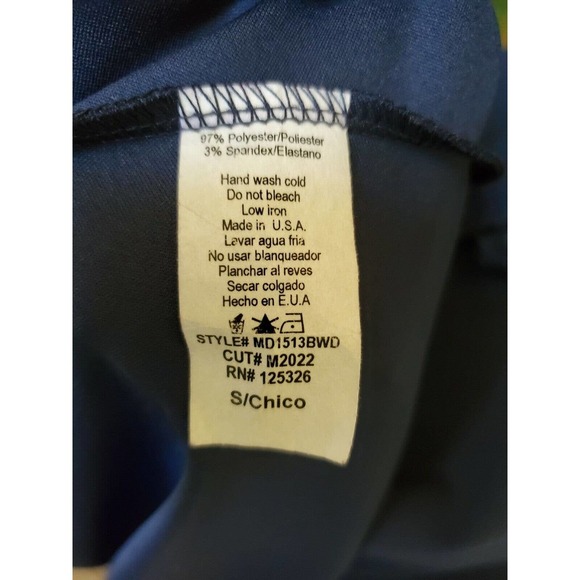 97% Polyester/Poliester
3% Spandex/Elastano
Hand wash cold
Do not bleach
Low iron
Made in U.S.A.
Lavar agua fria
No usar blanqueador
Planchar al reves
Secar colgado
Hecho en E.U.A
STYLE# MD1513BWD
CUT# M2022
RN# 125326
S/Chico